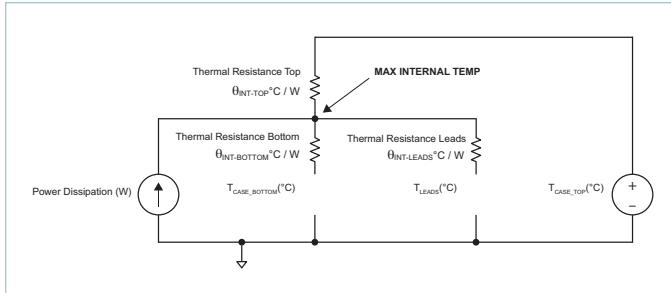 Thermal Resistance Top
θINT-TOP°C / W
MAX INTERNAL TEMP
Thermal Resistance Bottom
θINT-BOTTOM°C / W
Thermal Resistance Leads
θINT-LEADS°C / W
Power Dissipation (W)
TCASE_BOTTOM(°C)
TLEADS(°C)
TCASE_TOP(°C)
+
–